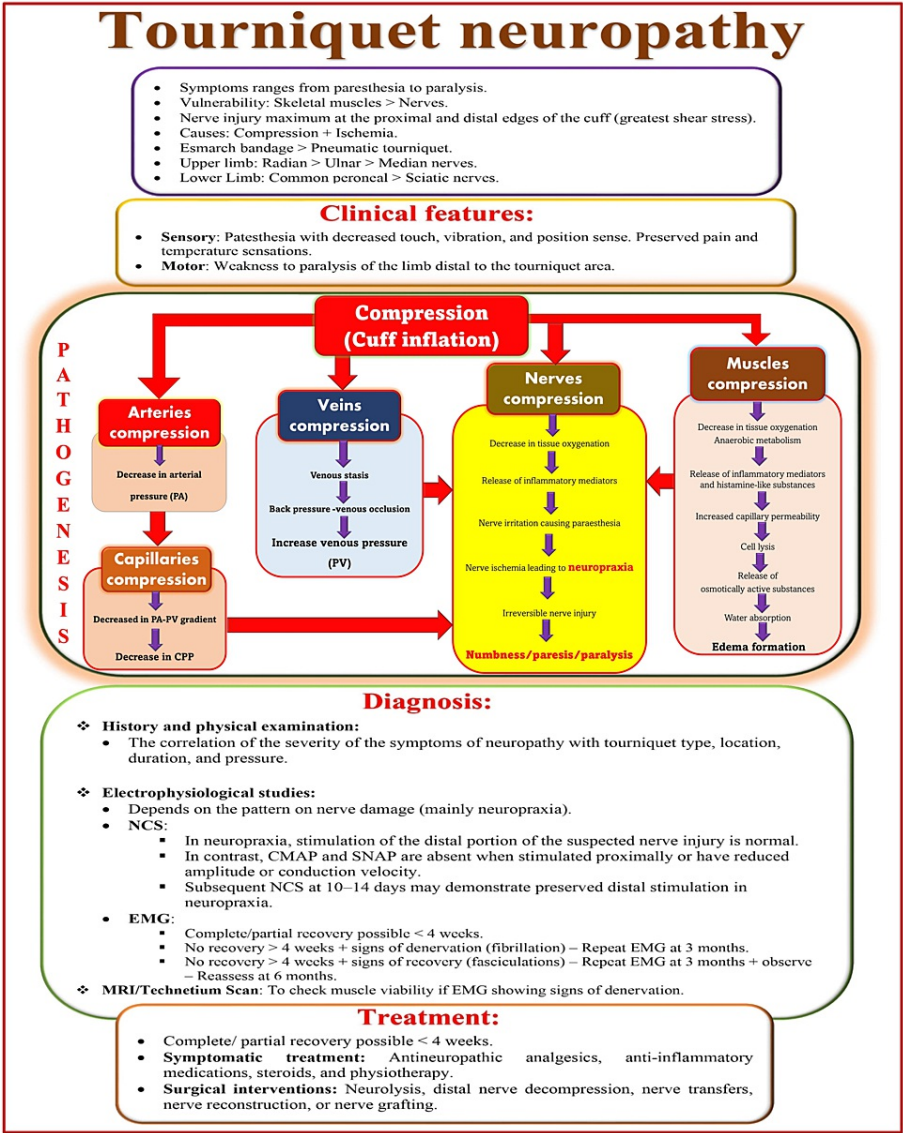 Tourniquet neuropathy
• Symptoms ranges from paresthesia to paralysis.
• Vulnerability: Skeletal muscles > Nerves.
• Nerve injury maximum at the proximal and distal edges of the cuff (greatest shear stress).
• Causes: Compression + Ischemia.
• Esmarch bandage > Pneumatic tourniquet.
• Upper limb: Radian > Ulnar > Median nerves.
• Lower Limb: Common peroneal > Sciatic nerves.
Clinical features:
• Sensory: Patesthesia with decreased touch, vibration, and position sense. Preserved pain and
temperature sensations.
• Motor: Weakness to paralysis of the limb distal to the tourniquet area.
PATHOGENESIS
Compression
(Cuff inflation)
Arteries
compression
Decrease in arterial
pressure (PA)
Capillaries
compression
Decreased in PA-PV gradient
Decrease in CPP
Veins
compression
Venous stasis
Back pressure -venous occlusion
Increase venous pressure
(PV)
Nerves
compression
Decrease in tissue oxygenation
Release of inflammatory mediators
Nerve irritation causing paraesthesia
Nerve ischemia leading to neuropraxia
Irreversible nerve injury
Numbness/paresis/paralysis
Muscles
compression
Decrease in tissue oxygenation
Anaerobic metabolism
Release of inflammatory mediators
and histamine-like substances
Increased capillary permeability
Cell lysis
Release of
osmotically active substances
Water absorption
Edema formation
Diagnosis:
❖ History and physical examination:
• The correlation of the severity of the symptoms of neuropathy with tourniquet type, location,
duration, and pressure.
❖ Electrophysiological studies:
• Depends on the pattern on nerve damage (mainly neuropraxia).
• NCS:
▪ In neuropraxia, stimulation of the distal portion of the suspected nerve injury is normal.
▪ In contrast, CMAP and SNAP are absent when stimulated proximally or have reduced
amplitude or conduction velocity.
▪ Subsequent NCS at 10–14 days may demonstrate preserved distal stimulation in
neuropraxia.
• EMG:
▪ Complete/partial recovery possible < 4 weeks.
▪ No recovery > 4 weeks + signs of denervation (fibrillation) – Repeat EMG at 3 months.
▪ No recovery > 4 weeks + signs of recovery (fasciculations) – Repeat EMG at 3 months + observe
– Reassess at 6 months.
❖ MRI/Technetium Scan: To check muscle viability if EMG showing signs of denervation.
Treatment:
• Complete/ partial recovery possible < 4 weeks.
• Symptomatic treatment: Antineuropathic analgesics, anti-inflammatory
medications, steroids, and physiotherapy.
• Surgical interventions: Neurolysis, distal nerve decompression, nerve transfers,
nerve reconstruction, or nerve grafting.